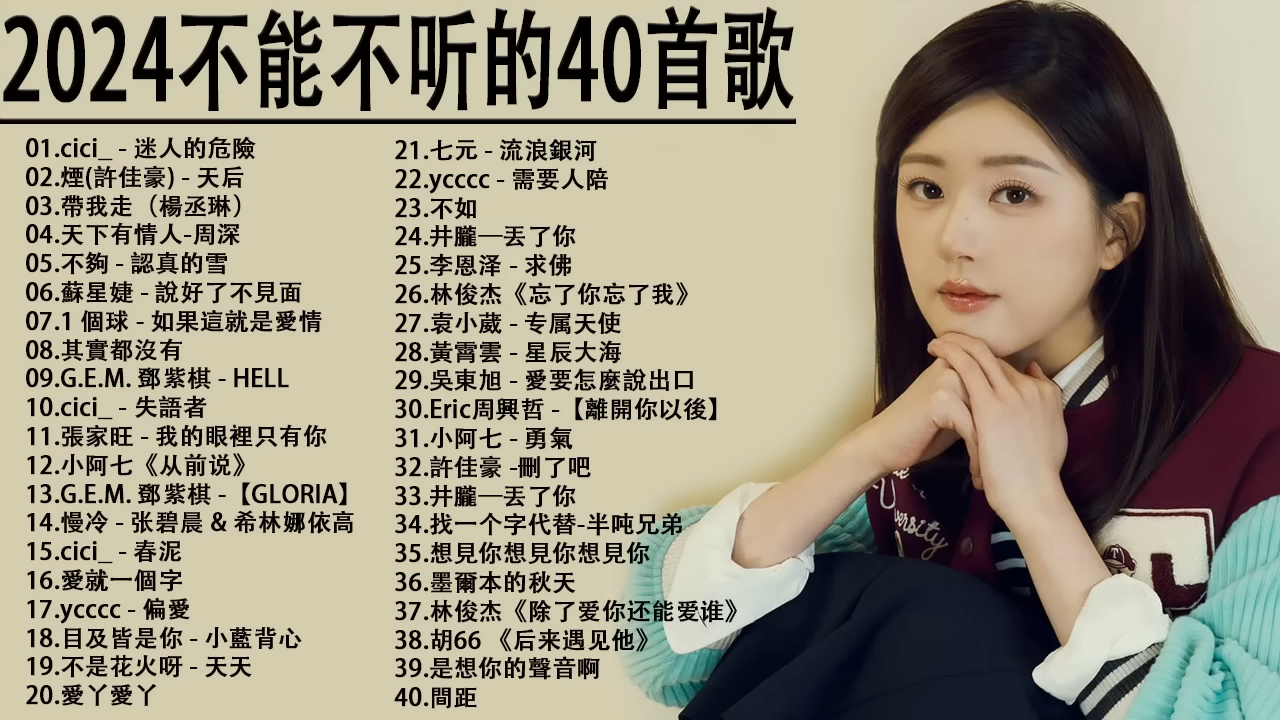 2024不能不听的40首歌
01.cici_ - 迷人的危險
02.煙(許佳豪) - 天后
03.帶我走（楊丞琳）
04.天下有情人-周深
05.不夠 - 認真的雪
06.蘇星婕 - 說好了不見面
07.1 個球 - 如果這就是愛情
08.其實都沒有
09.G.E.M. 鄧紫棋 - HELL
10.cici_ - 失語者
11.張家旺 - 我的眼裡只有你
12.小阿七《从前说》
13.G.E.M. 鄧紫棋 -【GLORIA】
14.慢冷 - 张碧晨 & 希林娜依高
15.cici_ - 春泥
16.愛就一個字
17.ycccc - 偏愛
18.目及皆是你 - 小藍背心
19.不是花火呀 - 天天
20.愛丫愛丫
21.七元 - 流浪銀河
22.ycccc - 需要人陪
23.不如
24.井朧—丟了你
25.李恩泽 - 求佛
26.林俊杰《忘了你忘了我》
27.袁小葳 - 专属天使
28.黃霄雲 - 星辰大海
29.吳東旭 - 愛要怎麼說出口
30.Eric周興哲 -【離開你以後】
31.小阿七 - 勇氣
32.許佳豪 -刪了吧
33.井朧—丟了你
34.找一个字代替-半吨兄弟
35.想見你想見你想見你
36.墨爾本的秋天
37.林俊杰《除了爱你还能爱谁》
38.胡66 《后来遇见他》
39.是想你的聲音啊
40.間距